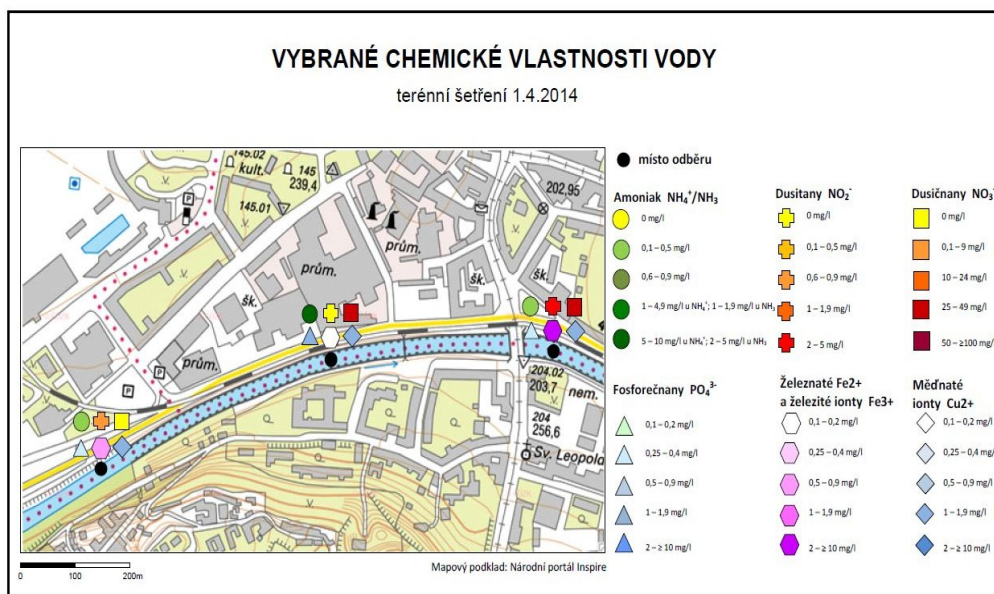 VYBRANÉ CHEMICKÉ VLASTNOSTI VODY
terénní šetření 1.4.2014
145.02
kult.
145
239,4
145.01
prům.
prům.
prům.
šk.
šk.
šk.
202,95
204.02
203,7
nem.
204
256,6
Sv. Leopolda
P
P
P
místo odběru
Amoniak NH₄⁺/NH₃
0 mg/l
0,1 – 0,5 mg/l
0,6 – 0,9 mg/l
1 – 4,9 mg/l u NH₄⁺; 1 – 1,9 mg/l u NH₃
5 – 10 mg/l u NH₄⁺; 2 – 5 mg/l u NH₃
Dusitany NO₂⁻
0 mg/l
0,1 – 0,5 mg/l
0,6 – 0,9 mg/l
1 – 1,9 mg/l
2 – 5 mg/l
Dusičnany NO₃⁻
0 mg/l
0,1 – 9 mg/l
10 – 24 mg/l
25 – 49 mg/l
50 – ≥100 mg/l
Fosforečnany PO₄³⁻
0,1 – 0,2 mg/l
0,25 – 0,4 mg/l
0,5 – 0,9 mg/l
1 – 1,9 mg/l
2 – ≥ 10 mg/l
Železnaté Fe2+
a železité ionty Fe3+
0,1 – 0,2 mg/l
0,25 – 0,4 mg/l
0,5 – 0,9 mg/l
1 – 1,9 mg/l
2 – ≥ 10 mg/l
Měďnaté
ionty Cu2+
0,1 – 0,2 mg/l
0,25 – 0,4 mg/l
0,5 – 0,9 mg/l
1 – 1,9 mg/l
2 – ≥ 10 mg/l
Mapový podklad: Národní portál Inspire
0 100 200m